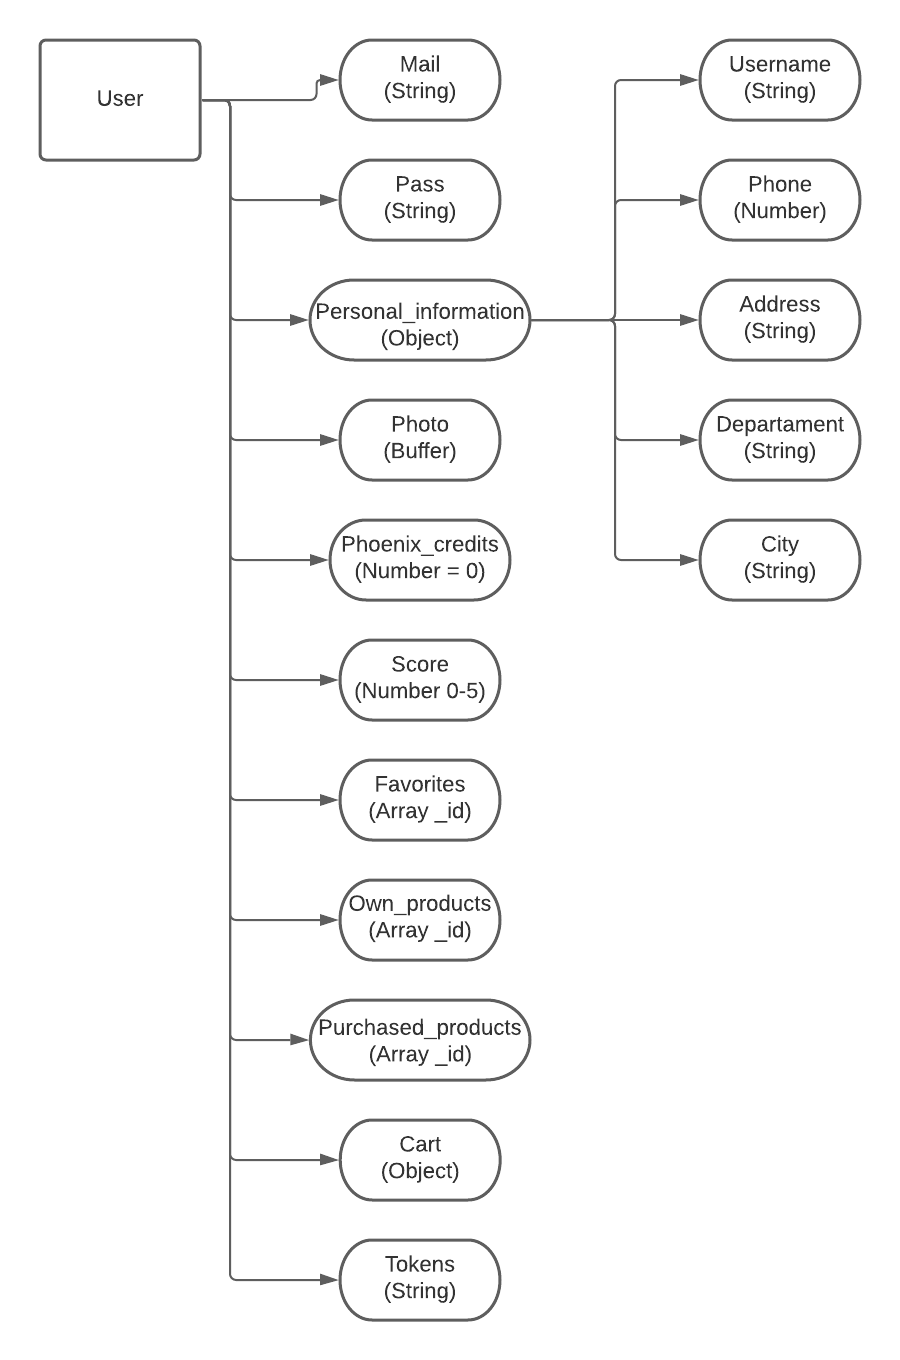 User
Mail
(String)
Pass
(String)
Personal_information
(Object)
Photo
(Buffer)
Phoenix_credits
(Number = 0)
Score
(Number 0-5)
Favorites
(Array _id)
Own_products
(Array _id)
Purchased_products
(Array _id)
Cart
(Object)
Tokens
(String)
Username
(String)
Phone
(Number)
Address
(String)
Departament
(String)
City
(String)